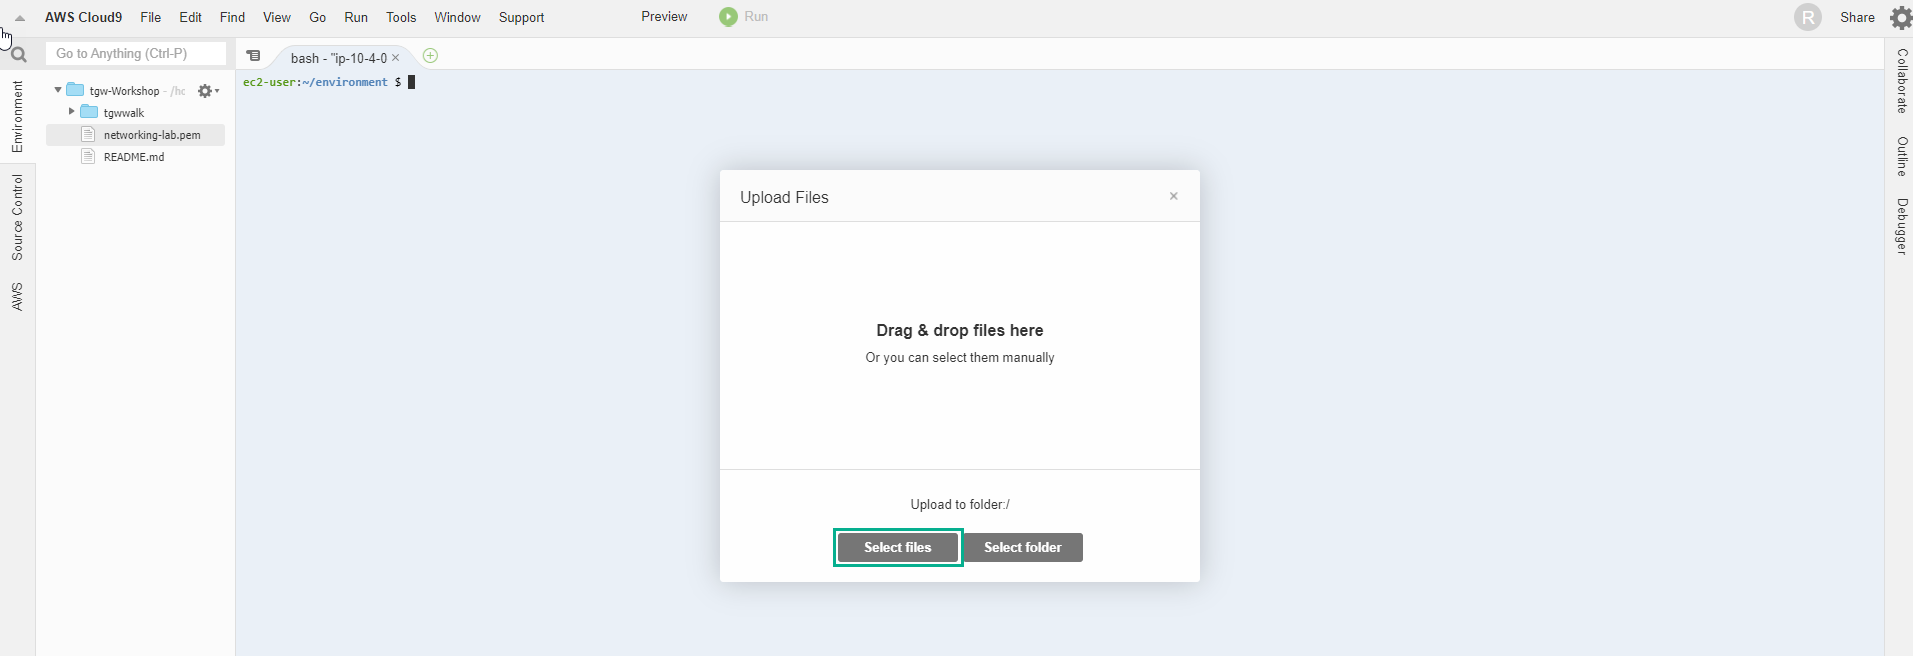 AWS Cloud9 File Edit Find View Go Run Tools Window Support Preview Run R Share
Go to Anything (Ctrl-P)
bash - "ip-10-4-0
ec2-user:~/environment $
tgw-Workshop - /hc
tgwwalk
networking-lab.pem
README.md
Environment
Source Control
AWS
Upload Files
Drag & drop files here
Or you can select them manually
Upload to folder:/
Select files Select folder
Collaborate
Outline
Debugger